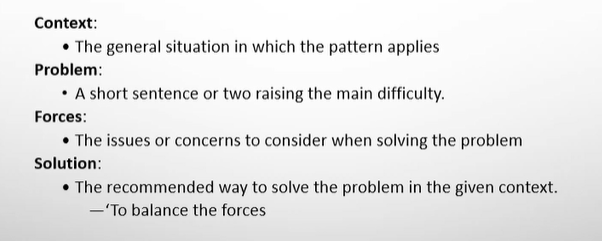 Context:
• The general situation in which the pattern applies
Problem:
• A short sentence or two raising the main difficulty.
Forces:
• The issues or concerns to consider when solving the problem
Solution:
• The recommended way to solve the problem in the given context.
—‘To balance the forces